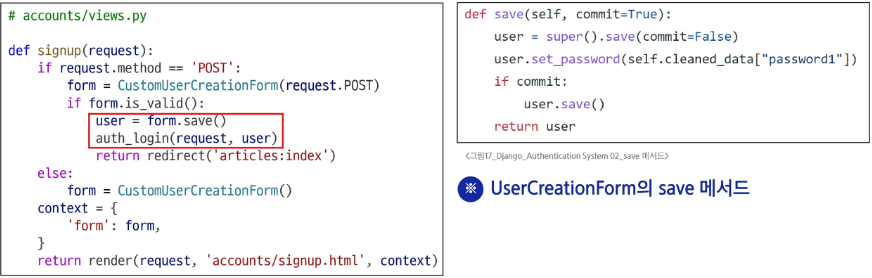 # accounts/views.py
def signup(request):
    if request.method == 'POST':
        form = CustomUserCreationForm(request.POST)
        if form.is_valid():
            user = form.save()
            auth_login(request, user)
            return redirect('articles:index')
    else:
        form = CustomUserCreationForm()
    context = {
        'form': form,
    }
    return render(request, 'accounts/signup.html', context)
def save(self, commit=True):
    user = super().save(commit=False)
    user.set_password(self.cleaned_data["password1"])
    if commit:
        user.save()
    return user
<그림17_Django_Authentication System 02_save 메서드>
※ UserCreationForm의 save 메서드